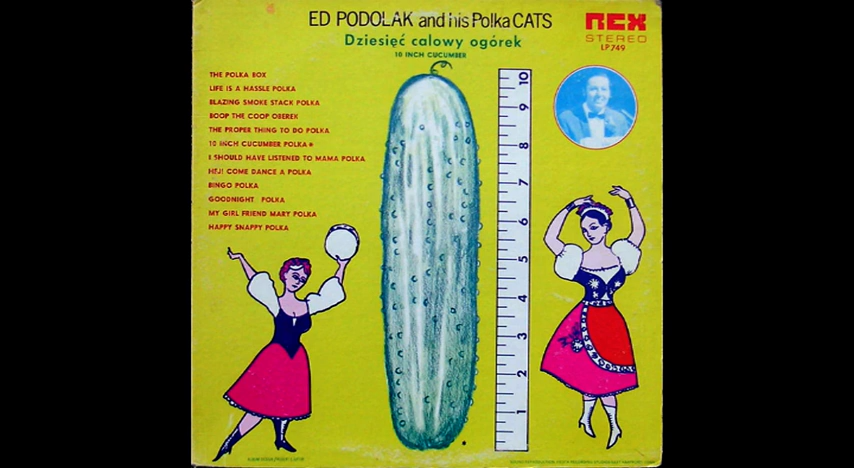 ED PODOLAK and his Polka CATS
Dziesięć calowy ogórek
10 INCH CUCUMBER
REX
STEREO
LP 749
THE POLKA BOX
LIFE IS A HASSLE POLKA
BLAZING SMOKE STACK POLKA
BOOP THE COOP OBEREK
THE PROPER THING TO DO POLKA
10 INCH CUCUMBER POLKA *
I SHOULD HAVE LISTENED TO MAMA POLKA
HEJ! COME DANCE A POLKA
BINGO POLKA
GOODNIGHT POLKA
MY GIRL FRIEND MARY POLKA
HAPPY SNAPPY POLKA
10
9
8
7
6
5
4
3
2
1